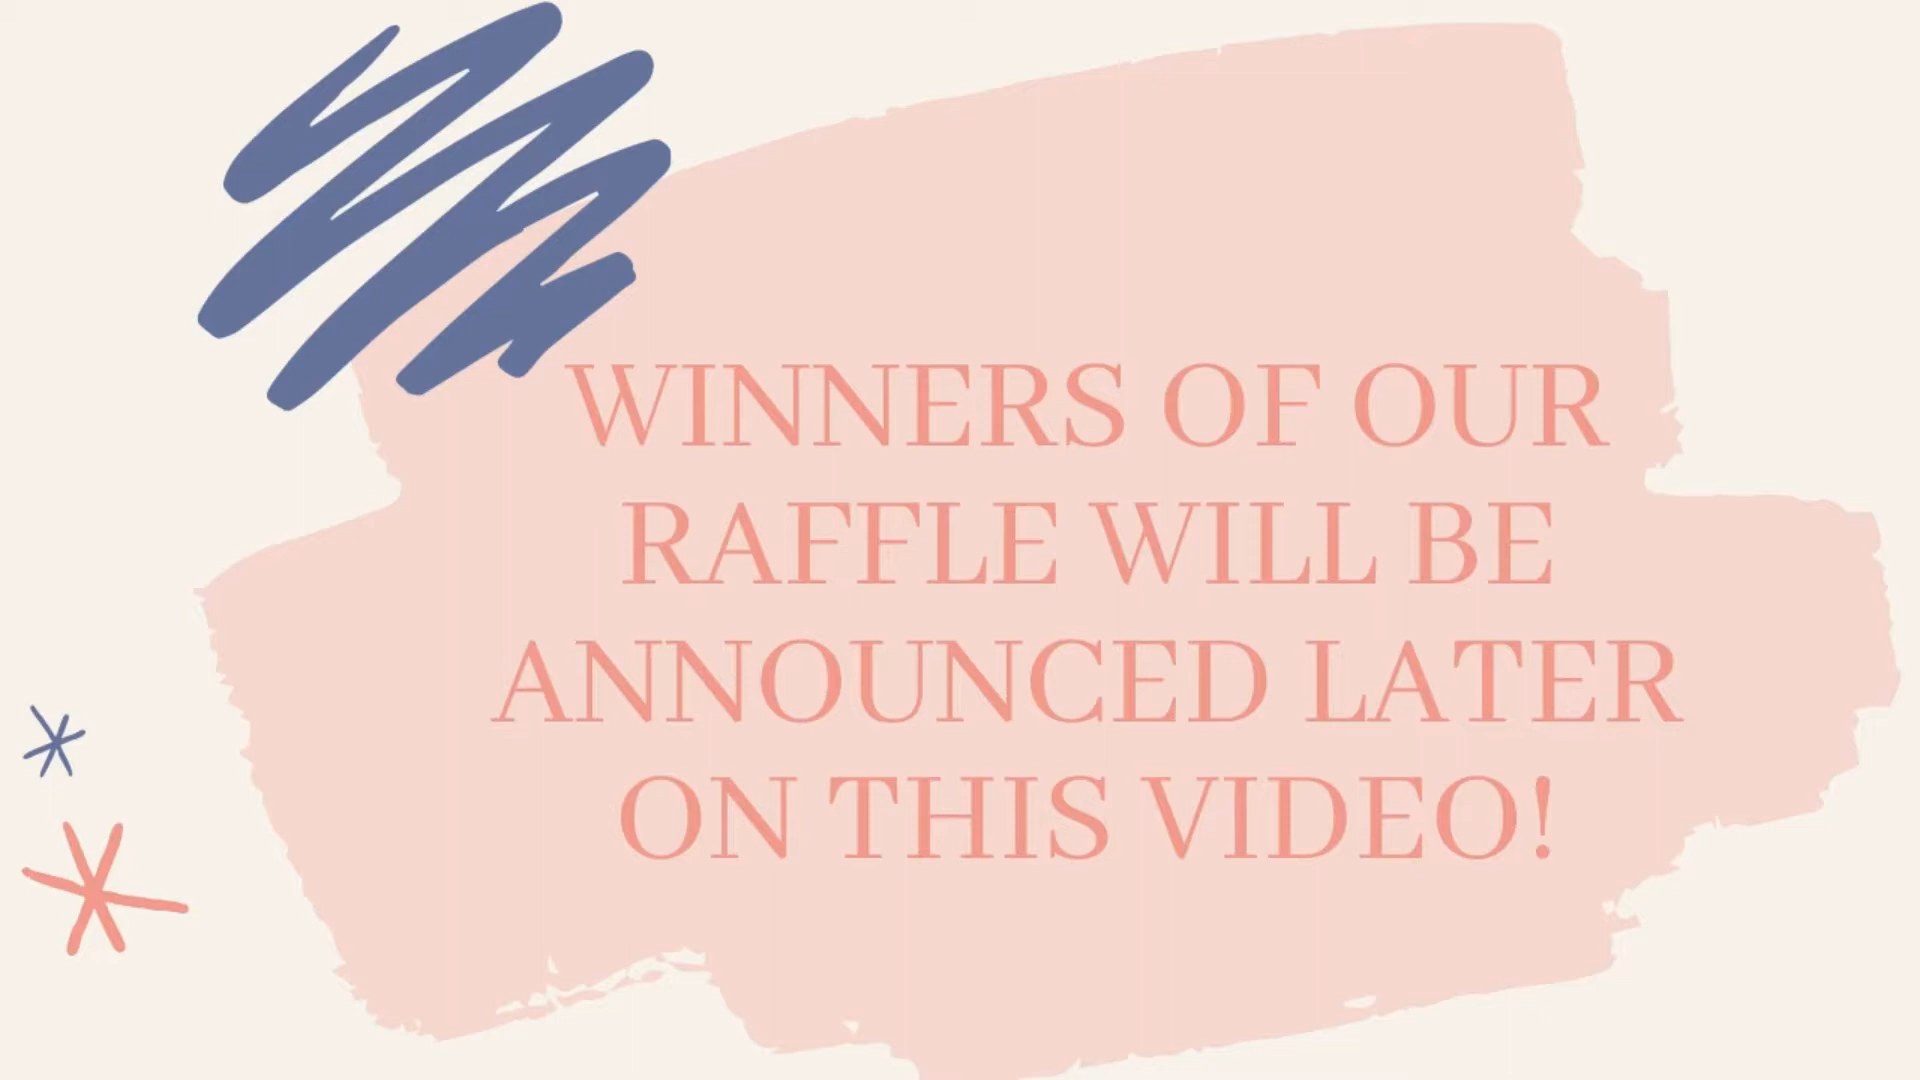 WINNERS OF OUR
RAFFLE WILL BE
ANNOUNCED LATER
ON THIS VIDEO!